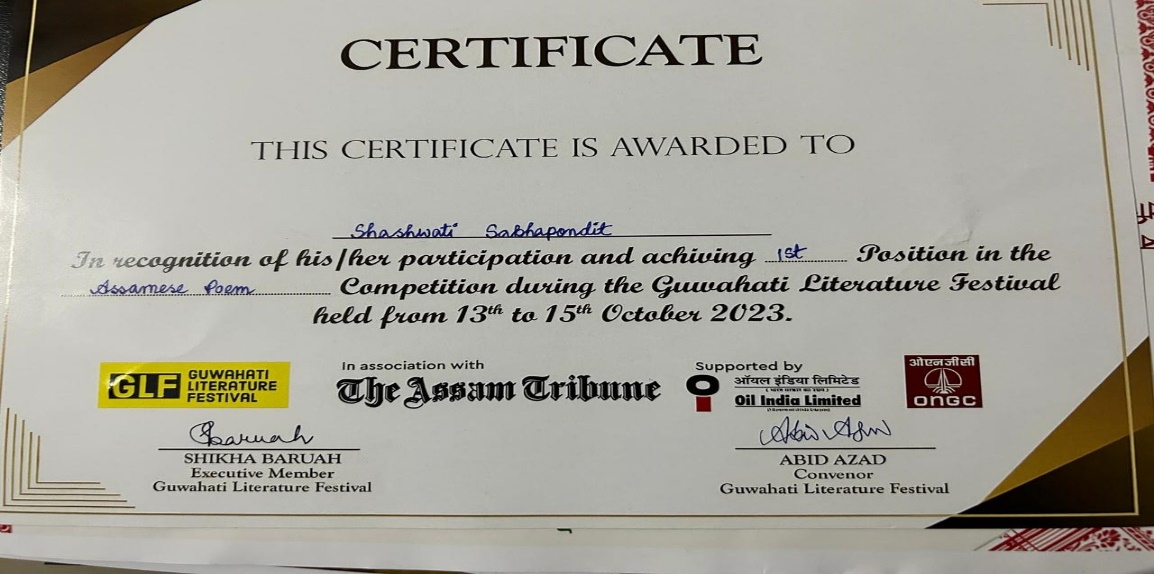 CERTIFICATE
THIS CERTIFICATE IS AWARDED TO
Shashwati Sabhapondit
In recognition of his/her participation and achiving 1st Position in the
Assamese Poem Competition during the Guwahati Literature Festival
held from 13th to 15th October 2023.
GLF GUWAHATI
LITERATURE
FESTIVAL
In association with
The Assam Tribune
Supported by
ऑयल इंडिया लिमिटेड
Oil India Limited
ओएनजीसी
ONGC
SHIKHA BARUAH
Executive Member
Guwahati Literature Festival
ABID AZAD
Convenor
Guwahati Literature Festival